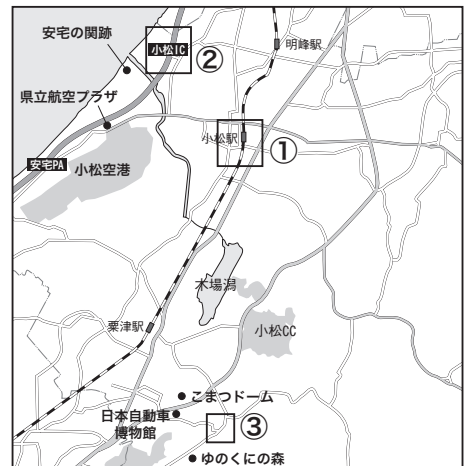 安宅の関跡
小松IC
②
明峰駅
県立航空プラザ
小松駅
①
安宅PA
小松空港
木場潟
粟津駅
小松CC
こまつドーム
日本自動車
博物館
③
ゆのくにの森